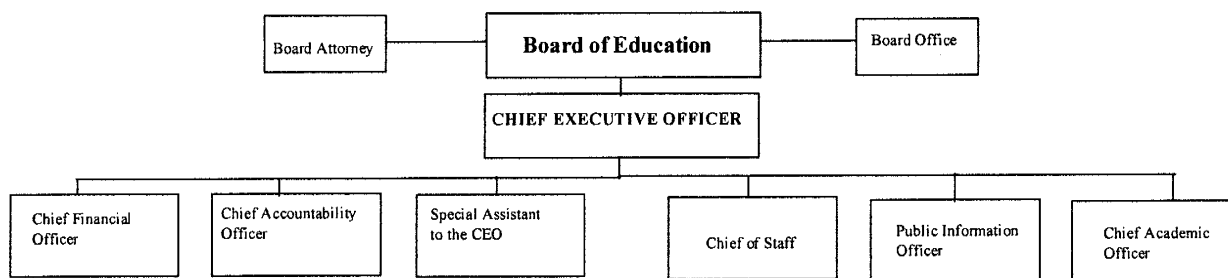 Board Attorney
Board of Education
Board Office
CHIEF EXECUTIVE OFFICER
Chief Financial
Officer
Chief Accountability
Officer
Special Assistant
to the CEO
Chief of Staff
Public Information
Officer
Chief Academic
Officer